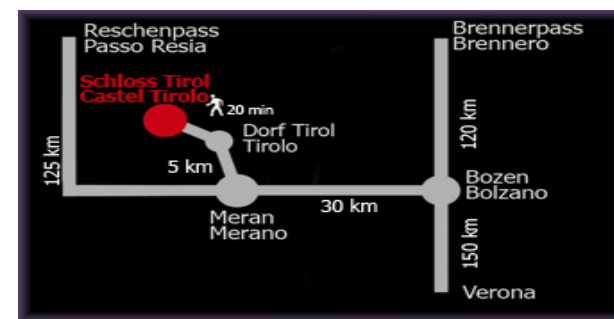 Reschenpass
Passo Resia
Brennerpass
Brennero
Schloss Tirol
Castel Tirolo
20 min
Dorf Tirol
Tirolo
120 km
125 km
5 km
Bozen
Bolzano
30 km
Meran
Merano
150 km
Verona